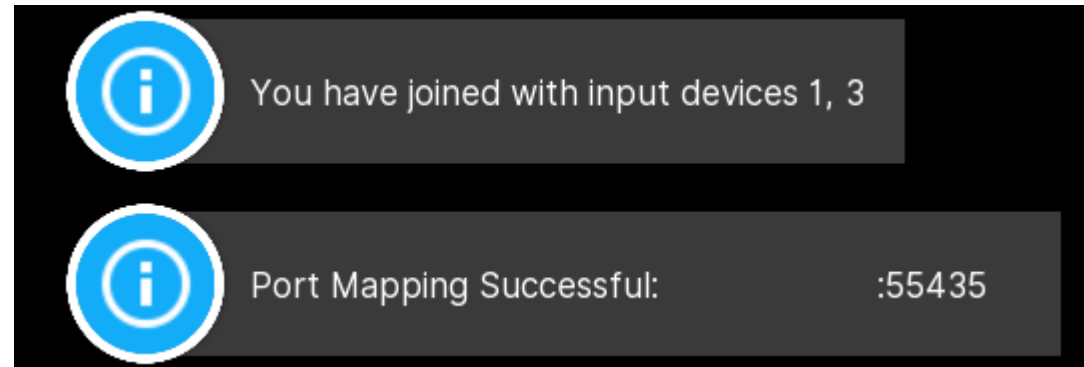 You have joined with input devices 1, 3
Port Mapping Successful: :55435